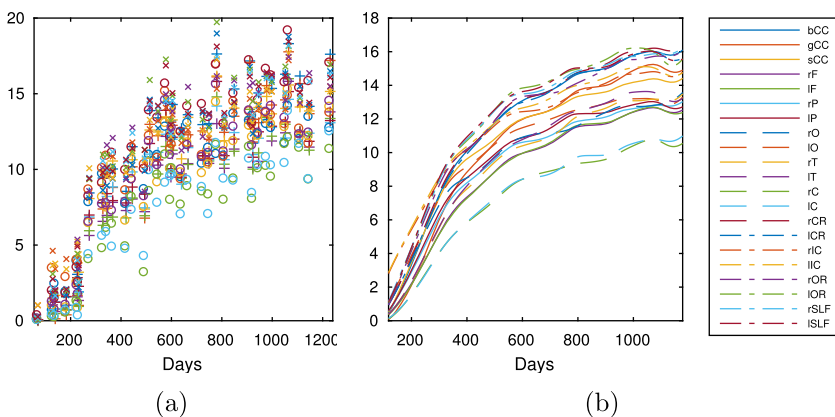 20
15
10
5
0
200
400
600
800
1000
1200
Days
(a)
18
16
14
12
10
8
6
4
2
0
200
400
600
800
1000
Days
(b)
bCC
gCC
sCC
rF
lF
rP
lP
rO
lO
rT
lT
rC
lC
rCR
lCR
rIC
lIC
rOR
lOR
rSLF
lSLF